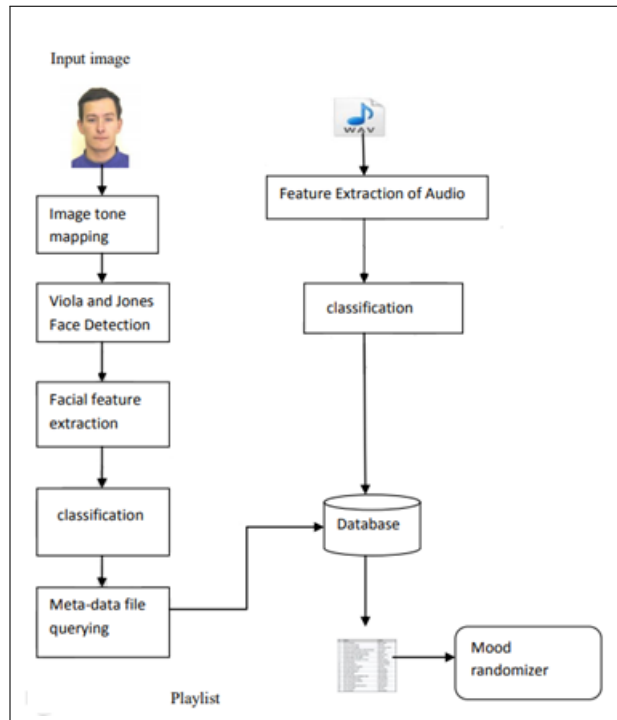 Input image
WAV
Image tone
mapping
Feature Extraction of Audio
Viola and Jones
Face Detection
classification
Facial feature
extraction
classification
Database
Meta-data file
querying
Mood
randomizer
Playlist